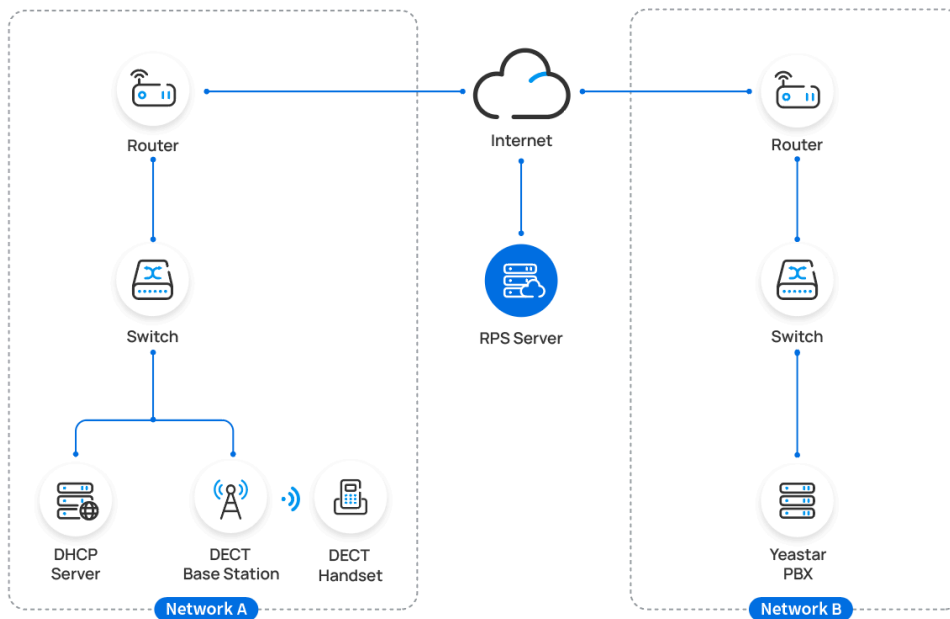 Router
Internet
Router
Switch
RPS Server
Switch
DHCP
Server
DECT
Base Station
DECT
Handset
Yeastar
PBX
Network A
Network B